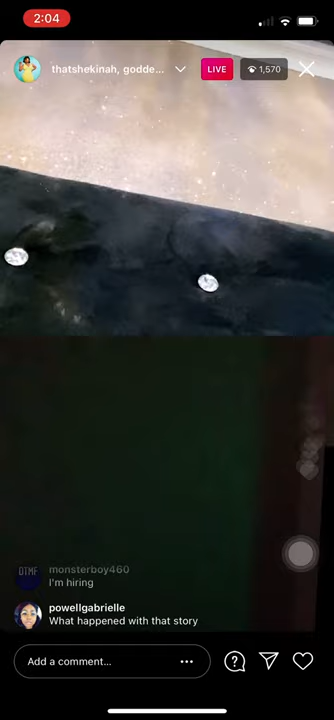 2:04
thatshekinah, godde...
LIVE
1,570
DTMF
monsterboy460
I'm hiring
powellgabrielle
What happened with that story
Add a comment...